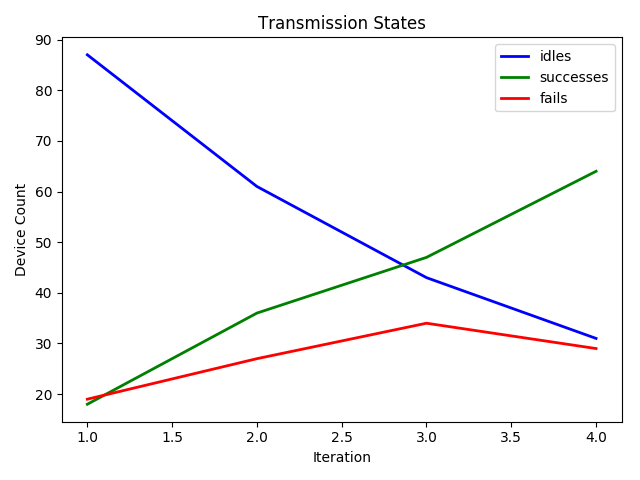 Transmission States
idles
successes
fails
Device Count
90
80
70
60
50
40
30
20
1.0 1.5 2.0 2.5 3.0 3.5 4.0
Iteration